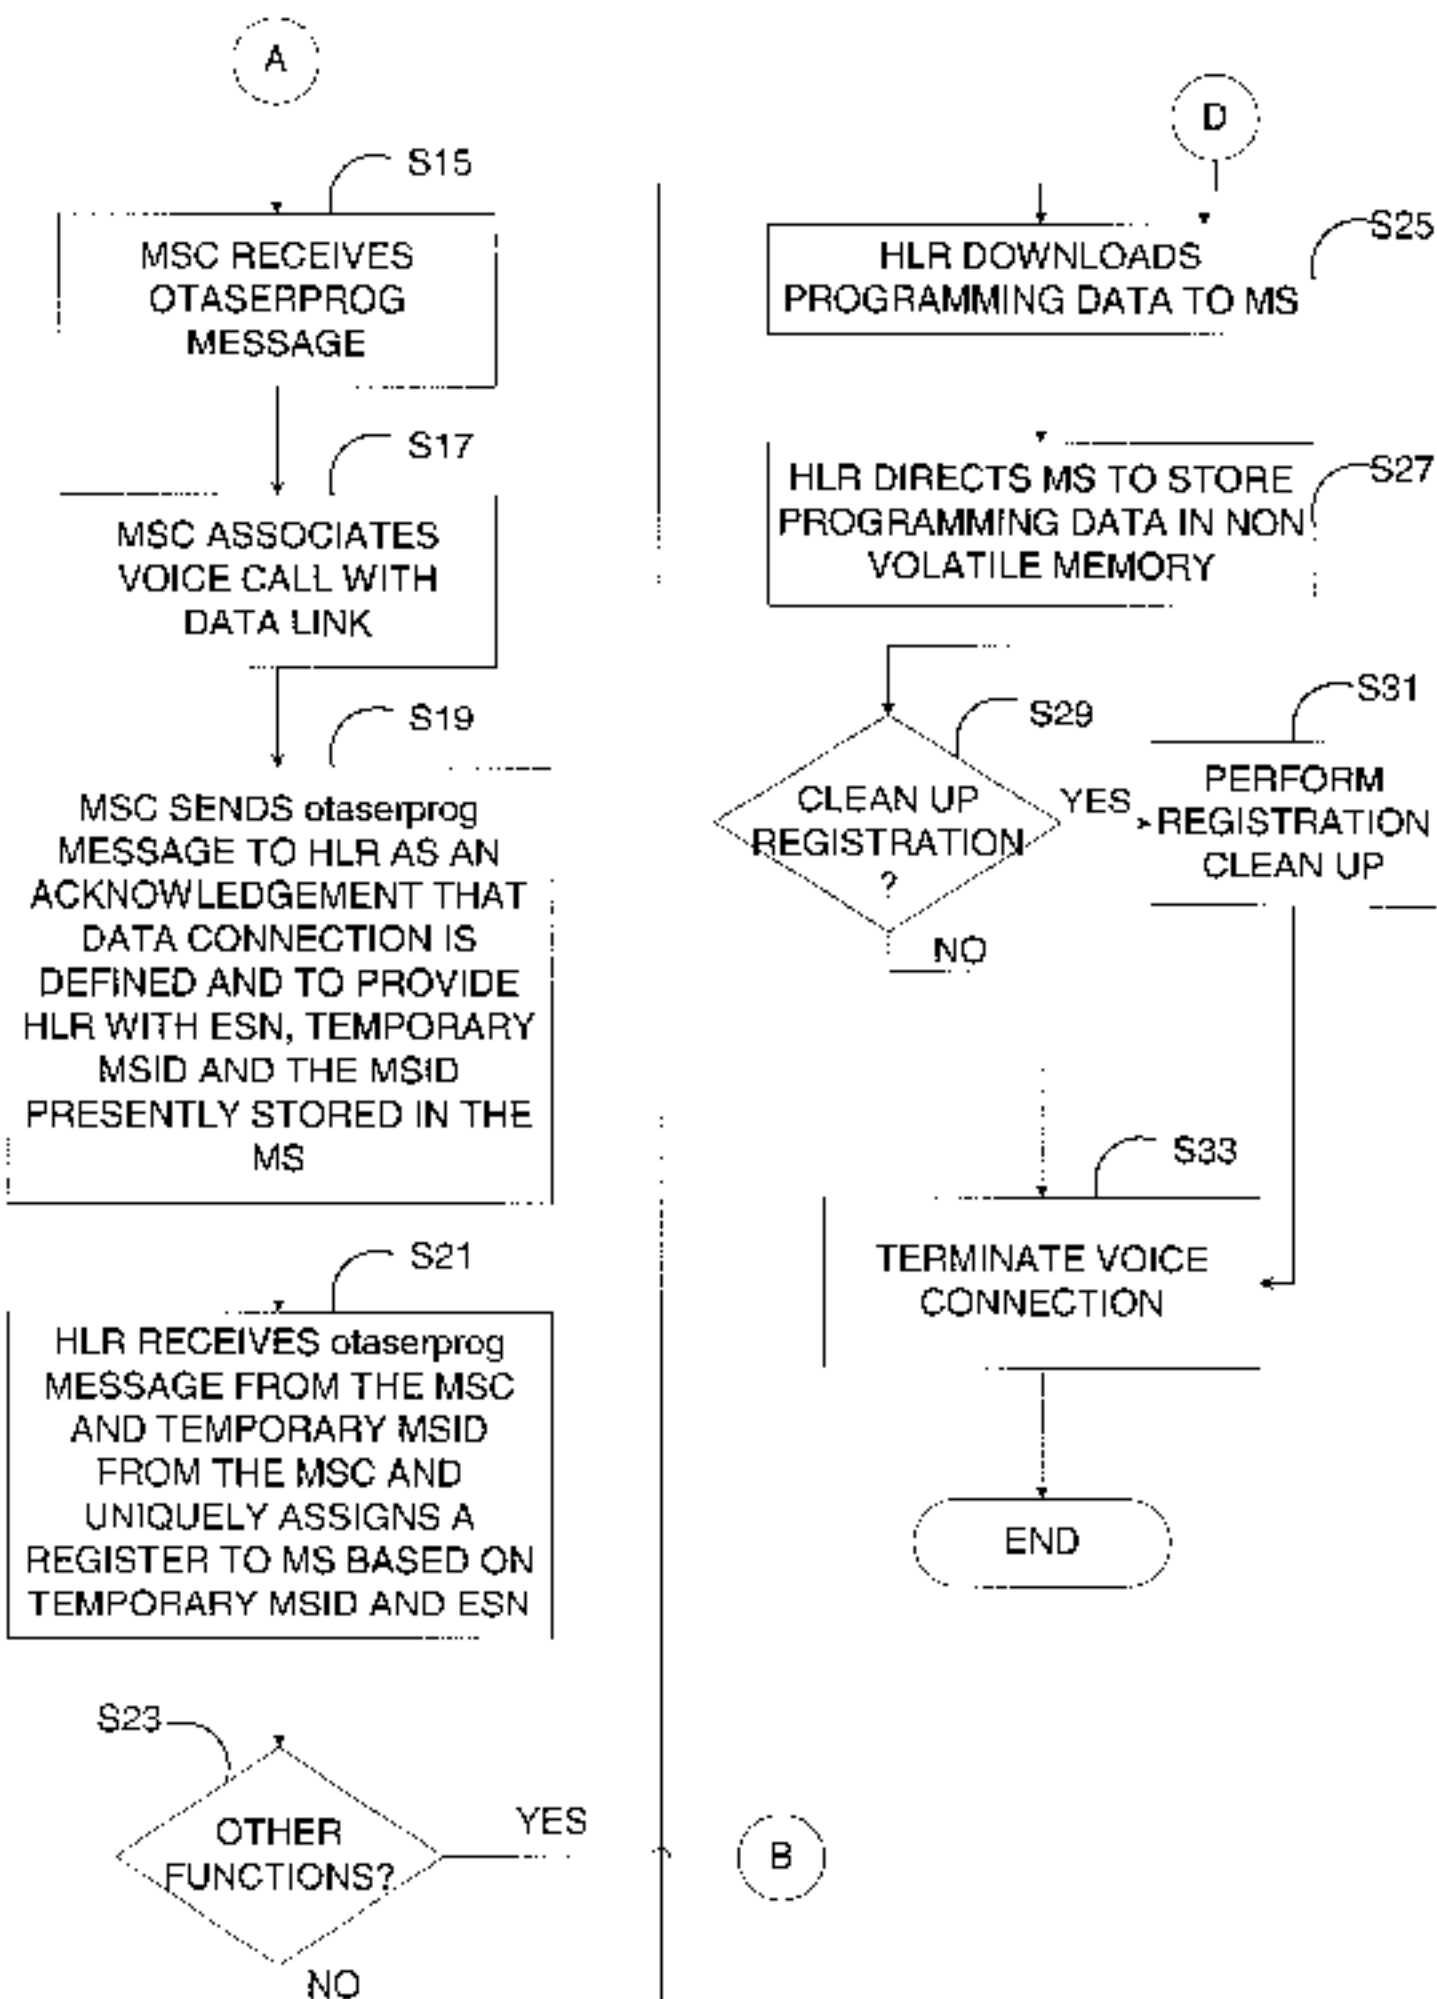 A
S15
MSC RECEIVES
OTASERPROG
MESSAGE
S17
MSC ASSOCIATES
VOICE CALL WITH
DATA LINK
S19
MSC SENDS otaserprog
MESSAGE TO HLR AS AN
ACKNOWLEDGEMENT THAT
DATA CONNECTION IS
DEFINED AND TO PROVIDE
HLR WITH ESN, TEMPORARY
MSID AND THE MSID
PRESENTLY STORED IN THE
MS
S21
HLR RECEIVES otaserprog
MESSAGE FROM THE MSC
AND TEMPORARY MSID
FROM THE MSC AND
UNIQUELY ASSIGNS A
REGISTER TO MS BASED ON
TEMPORARY MSID AND ESN
S23
OTHER
FUNCTIONS?
YES
B
NO
D
S25
HLR DOWNLOADS
PROGRAMMING DATA TO MS
S27
HLR DIRECTS MS TO STORE
PROGRAMMING DATA IN NON
VOLATILE MEMORY
S29
CLEAN UP
REGISTRATION
?
YES
NO
S31
PERFORM
REGISTRATION
CLEAN UP
S33
TERMINATE VOICE
CONNECTION
END